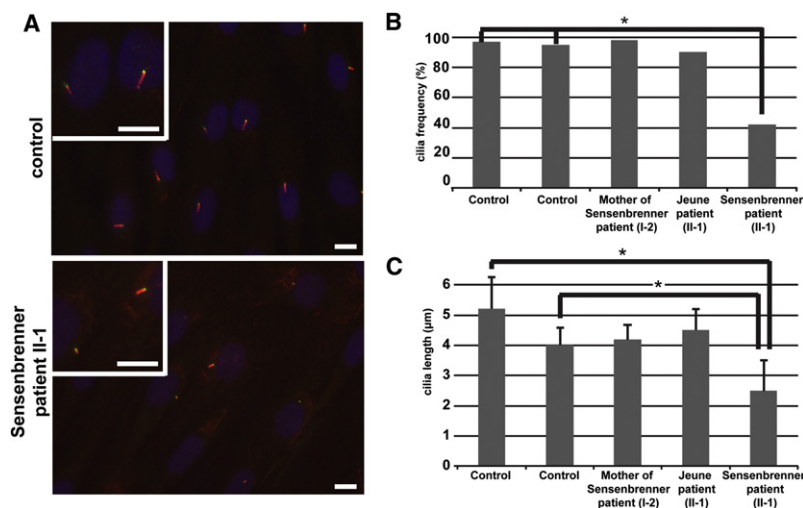 A
control
Sensenbrenner
patient II-1
B
*
cilia frequency (%)
100
80
60
40
20
0
Control
Control
Mother of
Sensenbrenner
patient (I-2)
Jeune
patient
(II-1)
Sensenbrenner
patient
(II-1)
C
*
*
cilia length (µm)
6
5
4
3
2
1
0
Control
Control
Mother of
Sensenbrenner
patient (I-2)
Jeune
patient
(II-1)
Sensenbrenner
patient
(II-1)